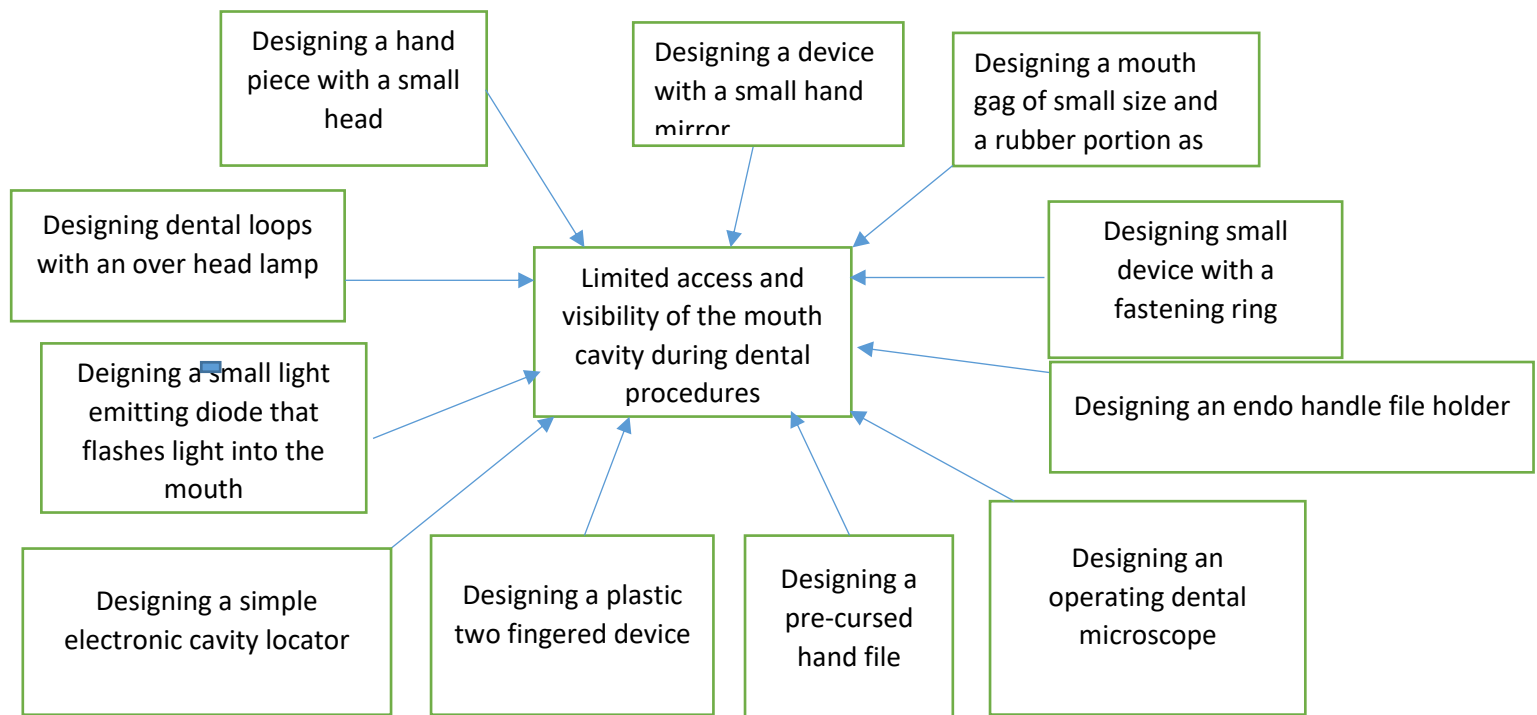 Designing a hand
piece with a small
head
Designing a device
with a small hand
mirror
Designing a mouth
gag of small size and
a rubber portion as
Designing dental loops
with an over head lamp
Limited access and
visibility of the mouth
cavity during dental
procedures
Designing small
device with a
fastening ring
Deigning a small light
emitting diode that
flashes light into the
mouth
Designing an endo handle file holder
Designing a simple
electronic cavity locator
Designing a plastic
two fingered device
Designing a
pre-cursed
hand file
Designing an
operating dental
microscope